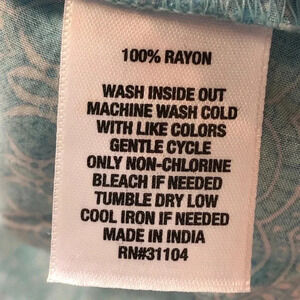 100% RAYON
WASH INSIDE OUT
MACHINE WASH COLD
WITH LIKE COLORS
GENTLE CYCLE
ONLY NON-CHLORINE
BLEACH IF NEEDED
TUMBLE DRY LOW
COOL IRON IF NEEDED
MADE IN INDIA
RN#31104